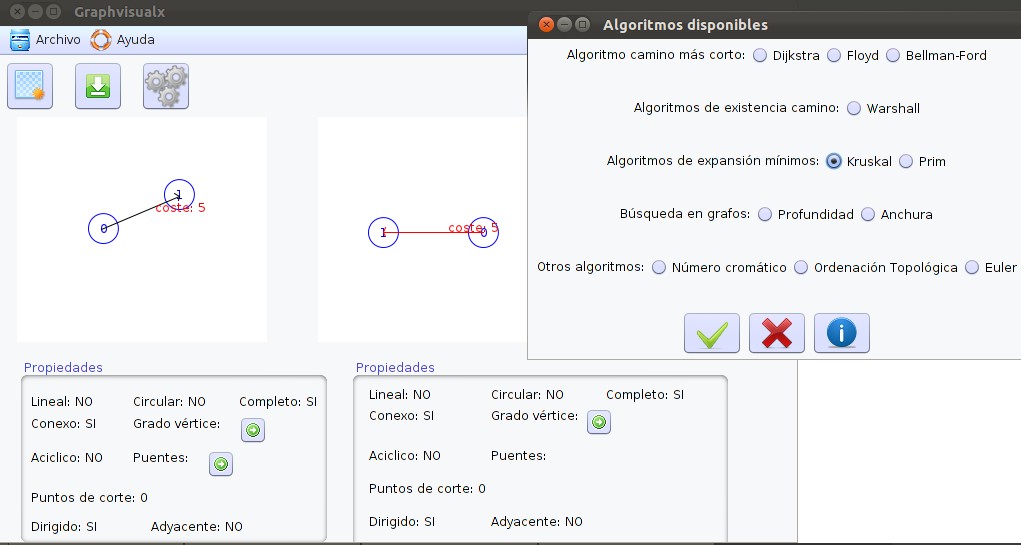 Graphvisualx
Archivo Ayuda
Algoritmos disponibles
Algoritmo camino más corto: Dijkstra Floyd Bellman-Ford
Algoritmos de existencia camino: Warshall
Algoritmos de expansión mínimos: Kruskal Prim
Búsqueda en grafos: Profundidad Anchura
Otros algoritmos: Número cromático Ordenación Topológica Euler
1
coste: 5
0
1
coste: 5
0
Propiedades
Lineal: NO Circular: NO Completo: SI
Conexo: SI Grado vértice:
Aciclico: NO Puentes:
Puntos de corte: 0
Dirigido: SI Adyacente: NO
Propiedades
Lineal: NO Circular: NO Completo: SI
Conexo: SI Grado vértice:
Aciclico: NO Puentes:
Puntos de corte: 0
Dirigido: SI Adyacente: NO